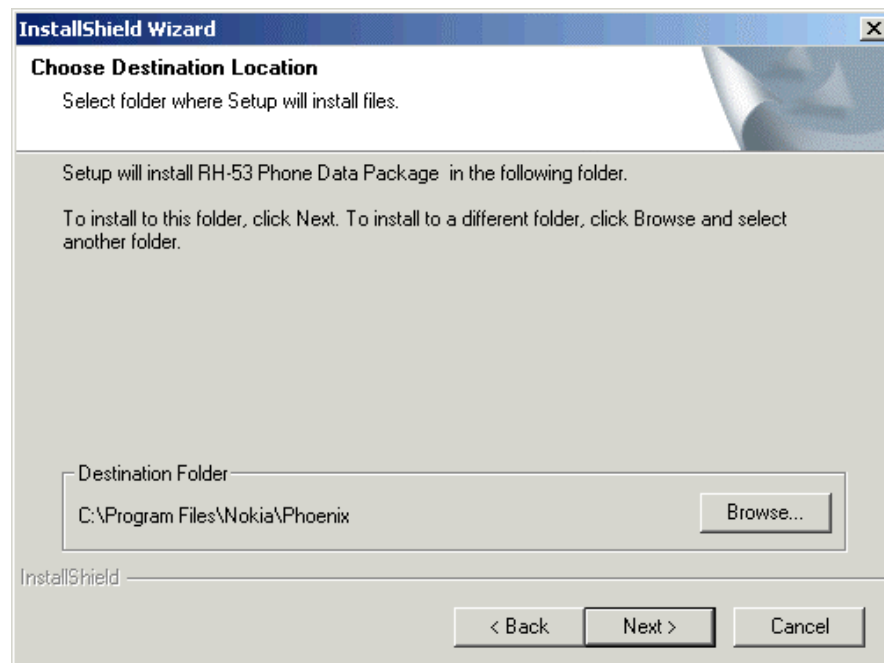 InstallShield Wizard
Choose Destination Location
Select folder where Setup will install files.
Setup will install RH-53 Phone Data Package in the following folder.
To install to this folder, click Next. To install to a different folder, click Browse and select
another folder.
Destination Folder
C:\Program Files\Nokia\Phoenix
Browse...
InstallShield
< Back
Next >
Cancel